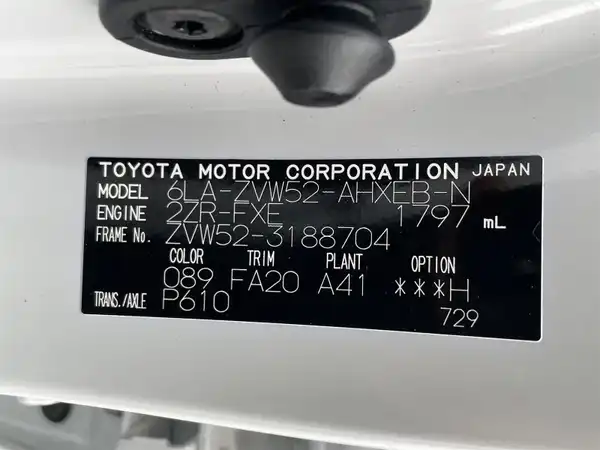 TOYOTA MOTOR CORPORATION JAPAN
MODEL 6LA-ZVW52-AHXEB-N
ENGINE 2ZR-FXE 1797 mL
FRAME No. ZVW52-3188704
COLOR TRIM PLANT OPTION
089 FA20 A41 ***H
TRANS./AXLE P610
729